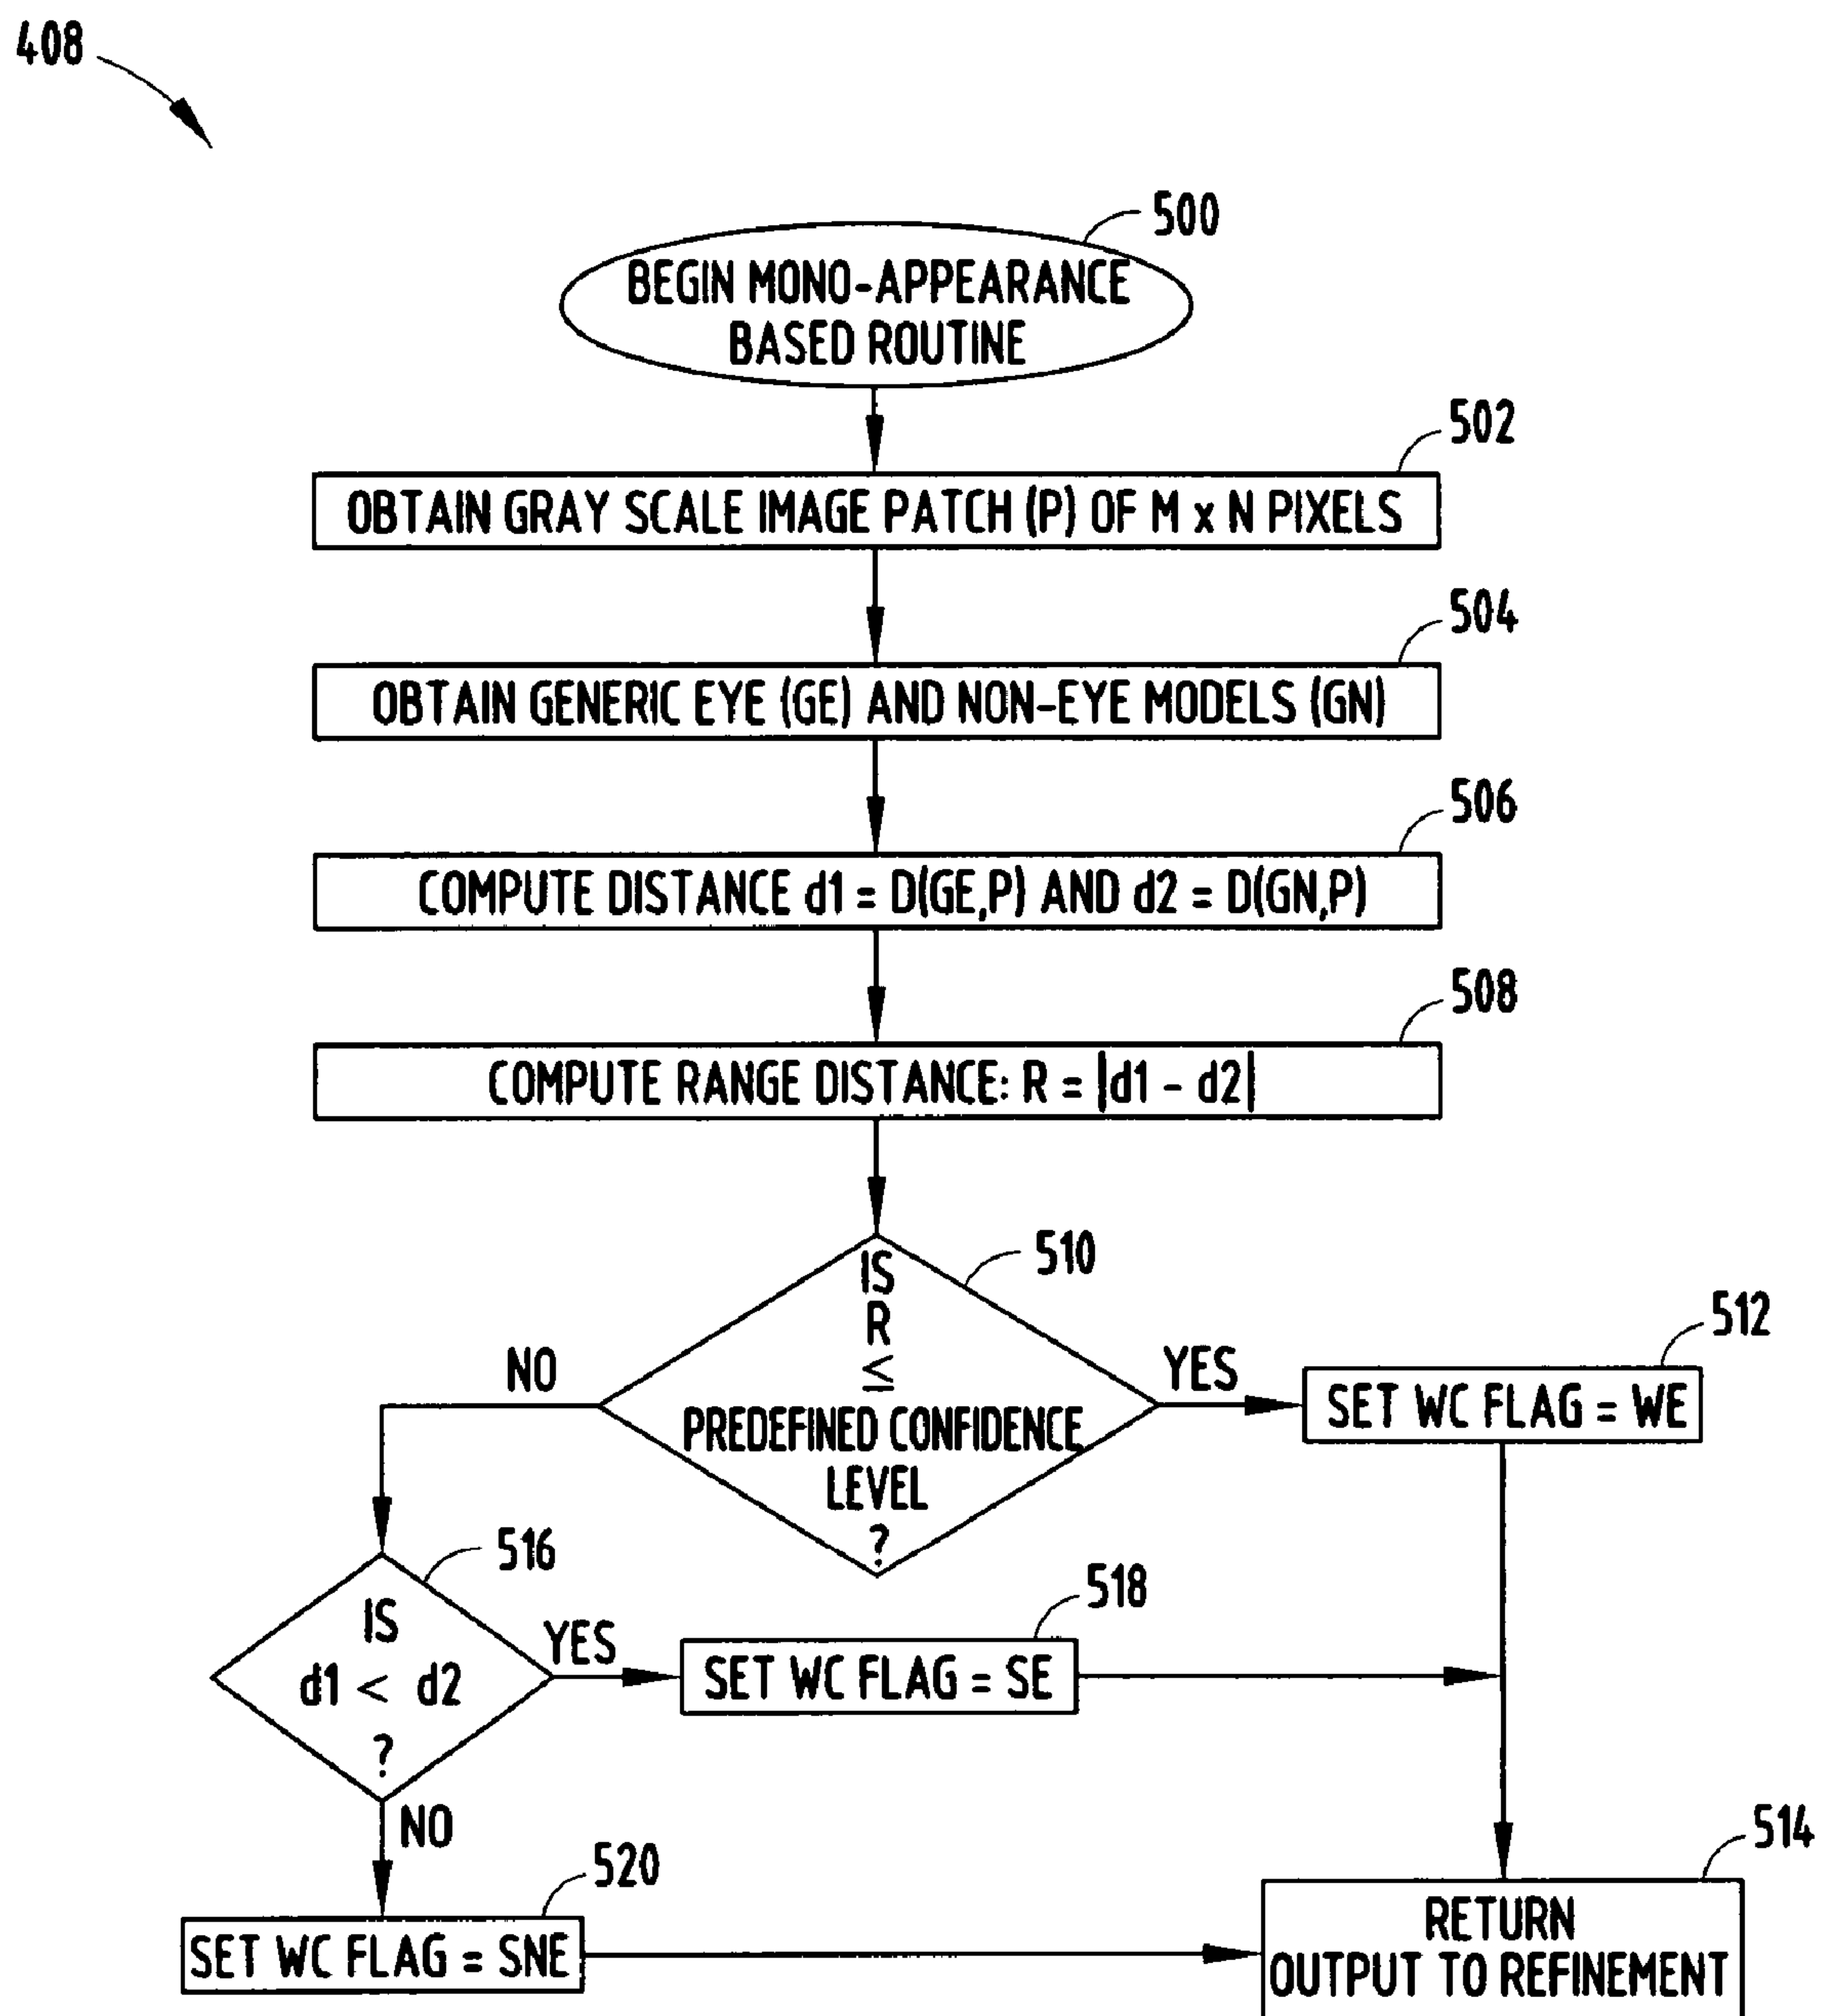 408
500
BEGIN MONO-APPEARANCE
BASED ROUTINE
502
OBTAIN GRAY SCALE IMAGE PATCH (P) OF M x N PIXELS
504
OBTAIN GENERIC EYE (GE) AND NON-EYE MODELS (GN)
506
COMPUTE DISTANCE d1 = D(GE,P) AND d2 = D(GN,P)
508
COMPUTE RANGE DISTANCE: R = |d1 - d2|
510
IS
R
≤
PREDEFINED CONFIDENCE
LEVEL
?
NO
YES
512
SET WC FLAG = WE
516
IS
d1 < d2
?
YES
518
SET WC FLAG = SE
NO
520
SET WC FLAG = SNE
514
RETURN
OUTPUT TO REFINEMENT